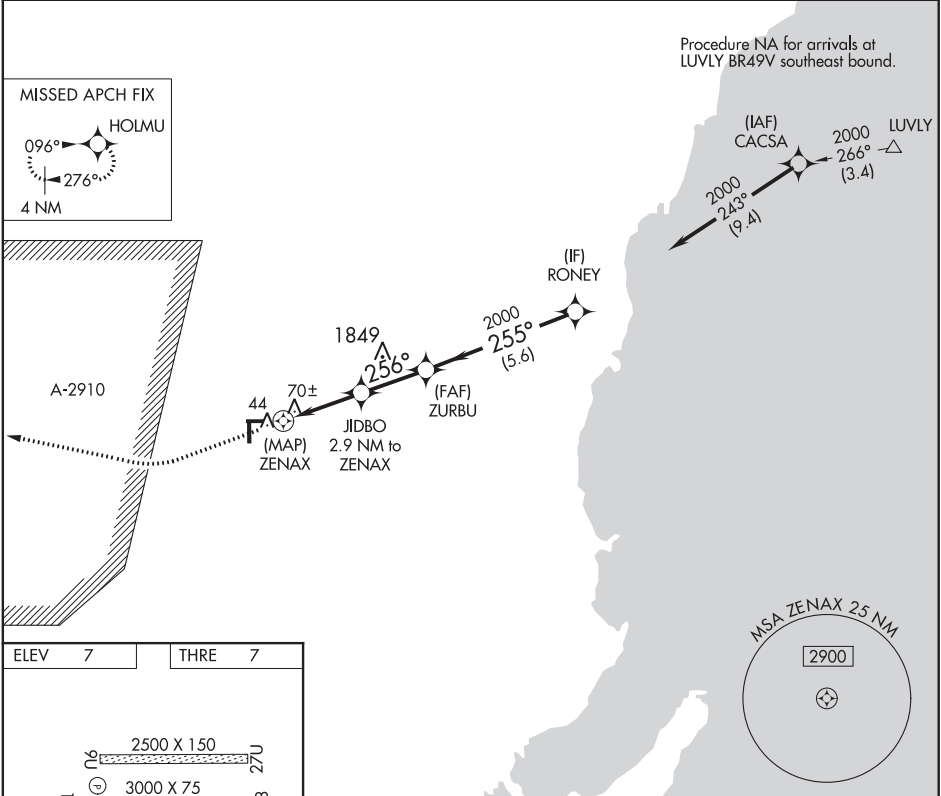 Procedure NA for arrivals at
LUVLY BR49V southeast bound.
MISSED APCH FIX
HOLMU
096°
276°
4 NM
(IAF)
CACSA
2000
266°
(3.4)
LUVLY
2000
243°
(9.4)
(IF)
RONEY
2000
255°
(5.6)
1849
256°
(FAF)
ZURBU
A-2910
44
70±
JIDBO
2.9 NM to
ZENAX
(MAP)
ZENAX
MSA ZENAX 25 NM
2900
ELEV 7
THRE 7
2500 X 150
9U
27U
P
3000 X 75